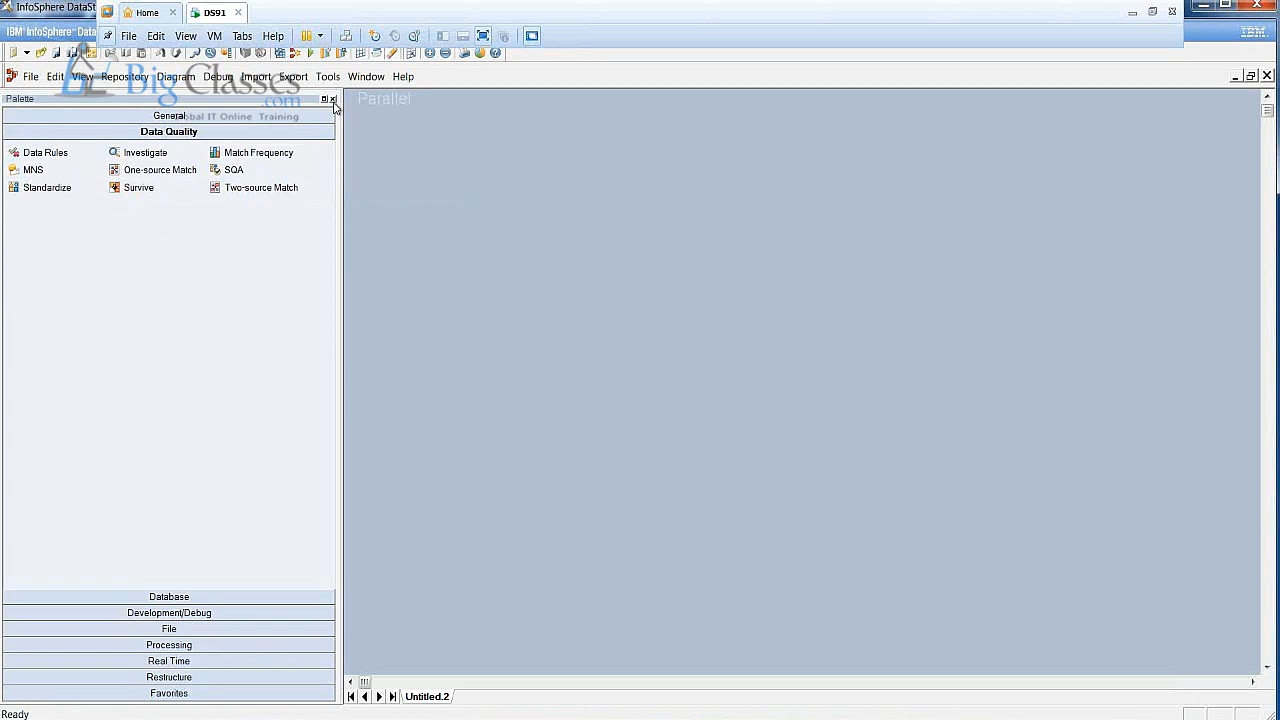 InfoSphere DataSt
Home
DS91
IBM InfoSphere Data
File Edit View VM Tabs Help
IBM.
File Edit View Repository Diagram Debug Import Export Tools Window Help
BigClasses
.com
Global IT Online Training
Palette
Parallel
General
Data Quality
Data Rules Investigate Match Frequency
MNS One-source Match SQA
Standardize Survive Two-source Match
Database
Development/Debug
File
Processing
Real Time
Restructure
Favorites
Untitled.2
Ready